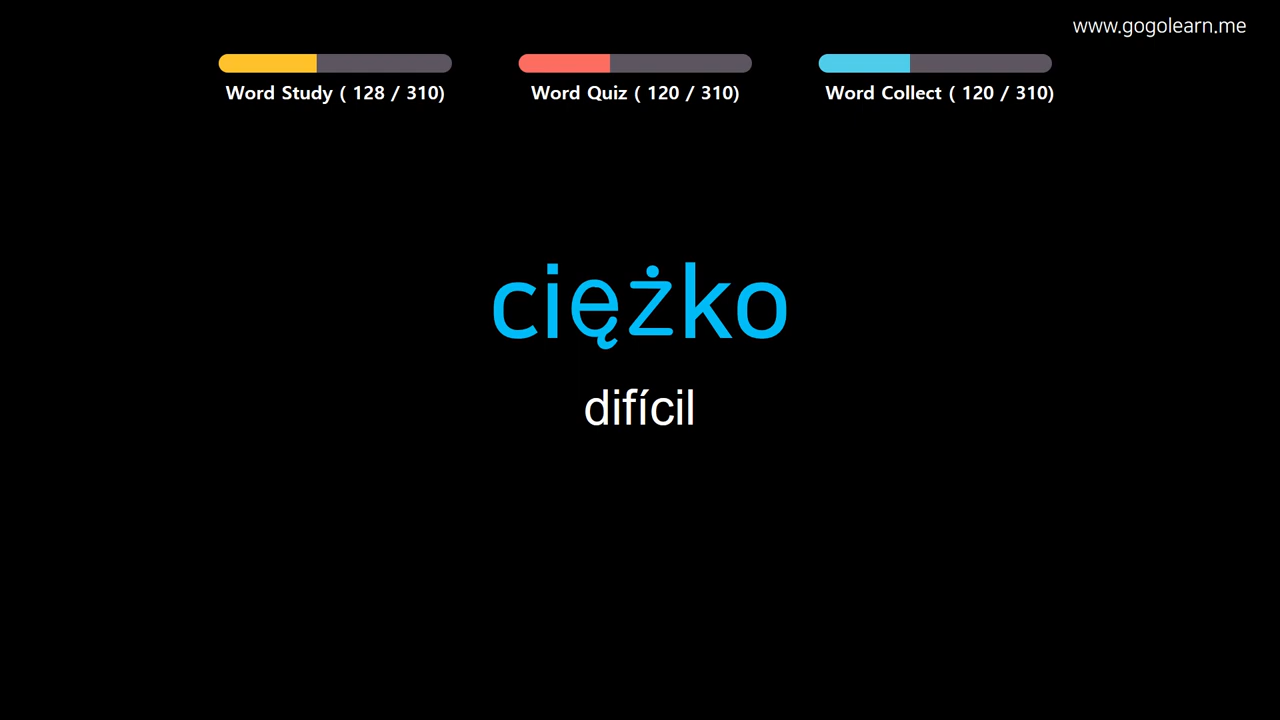 www.gogolearn.me
Word Study ( 128 / 310)
Word Quiz ( 120 / 310)
Word Collect ( 120 / 310)
ciężko
difícil